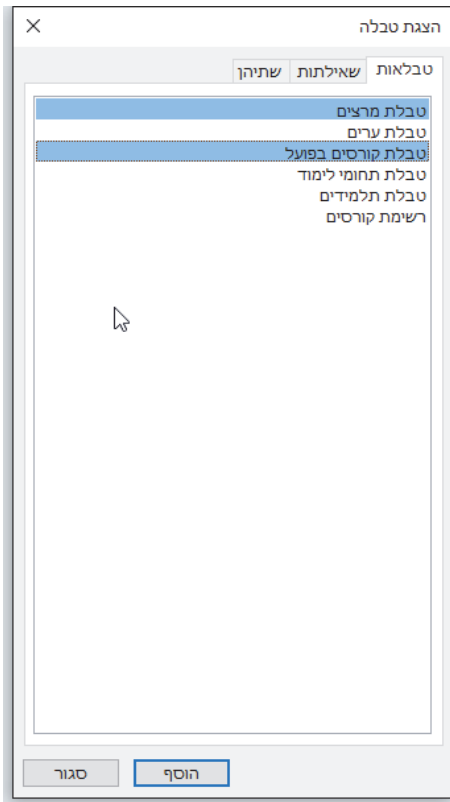 הצגת טבלה
טבלאות שאילתות שתיהן
טבלת מרצים
טבלת ערים
טבלת קורסים בפועל
טבלת תחומי לימוד
טבלת תלמידים
רשימת קורסים
הוסף סגור